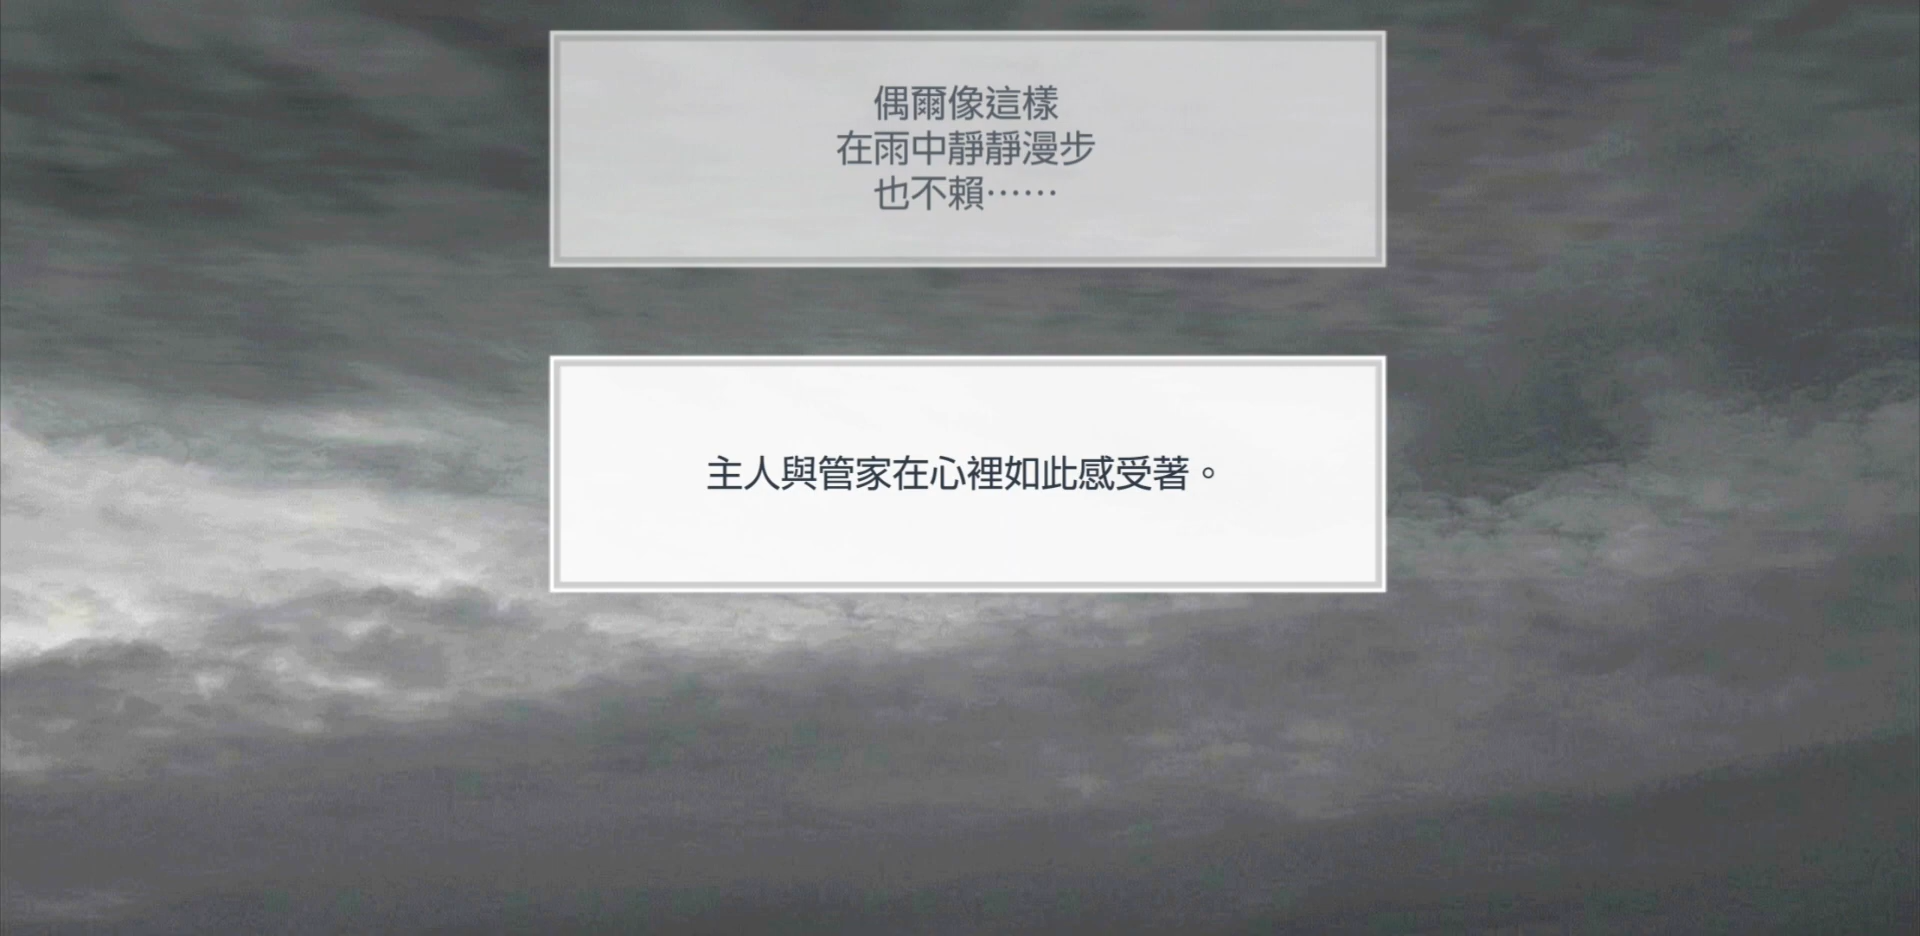 偶爾像這樣
在雨中靜靜漫步
也不賴……
主人與管家在心裡如此感受著。